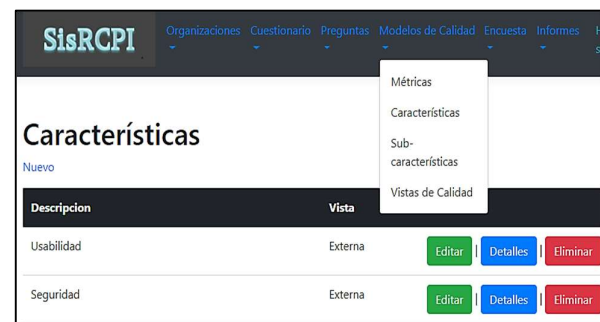 SisRCPI
Organizaciones Cuestionario Preguntas Modelos de Calidad Encuesta Informes
Métricas
Características
Sub-
características
Vistas de Calidad
Características
Nuevo
Descripcion Vista
Usabilidad Externa Editar | Detalles | Eliminar
Seguridad Externa Editar | Detalles | Eliminar